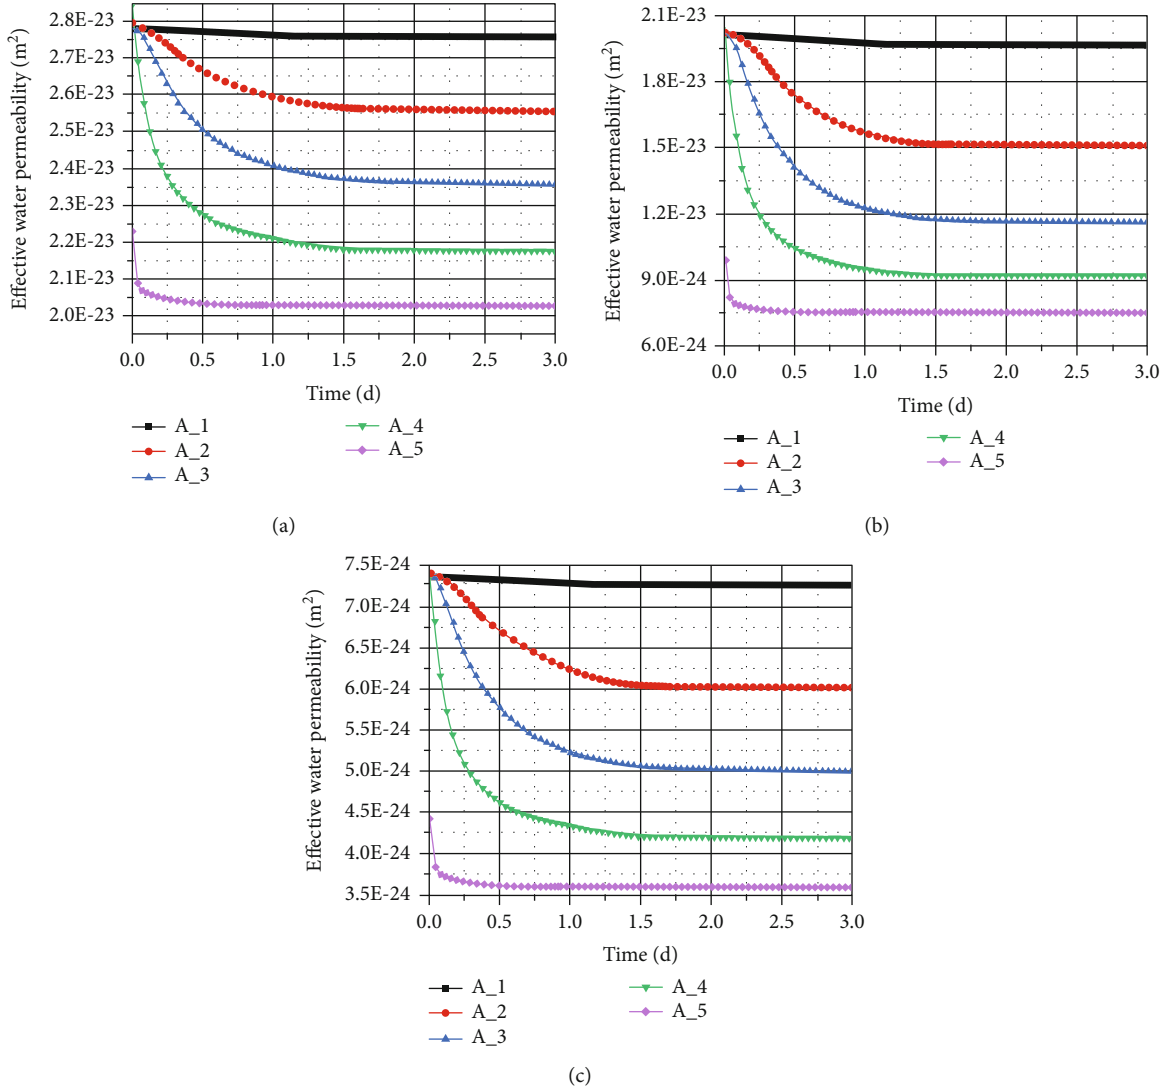 Effective water permeability (m²)
2.8E-23
2.7E-23
2.6E-23
2.5E-23
2.4E-23
2.3E-23
2.2E-23
2.1E-23
2.0E-23
0.0 0.5 1.0 1.5 2.0 2.5 3.0
Time (d)
A_1
A_2
A_3
A_4
A_5
(a)
Effective water permeability (m²)
2.1E-23
1.8E-23
1.5E-23
1.2E-23
9.0E-24
6.0E-24
0.0 0.5 1.0 1.5 2.0 2.5 3.0
Time (d)
A_1
A_2
A_3
A_4
A_5
(b)
Effective water permeability (m²)
7.5E-24
7.0E-24
6.5E-24
6.0E-24
5.5E-24
5.0E-24
4.5E-24
4.0E-24
3.5E-24
0.0 0.5 1.0 1.5 2.0 2.5 3.0
Time (d)
A_1
A_2
A_3
A_4
A_5
(c)